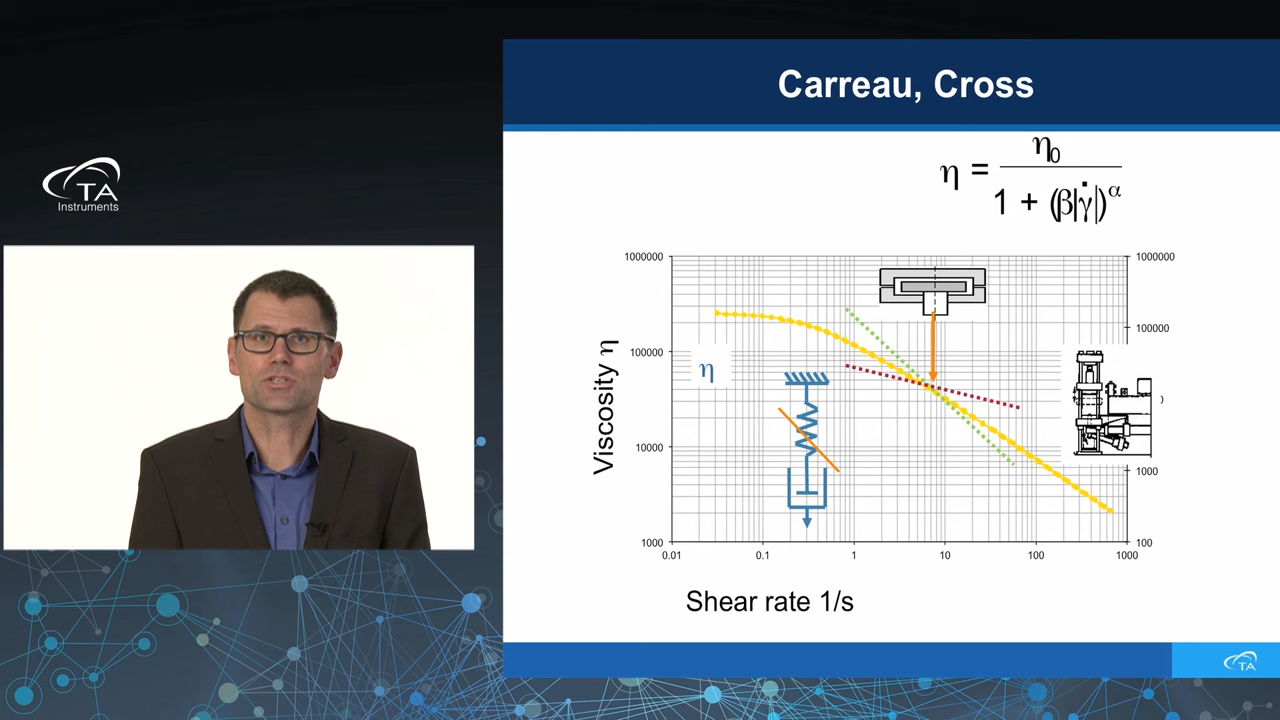 TA
Instruments
Carreau, Cross
η = η0 / 1 + (β|γ̇|)^α
1000000
100000
10000
1000
Viscosity η
η
1000000
100000
1000
100
0.01 0.1 1 10 100 1000
Shear rate 1/s
TA